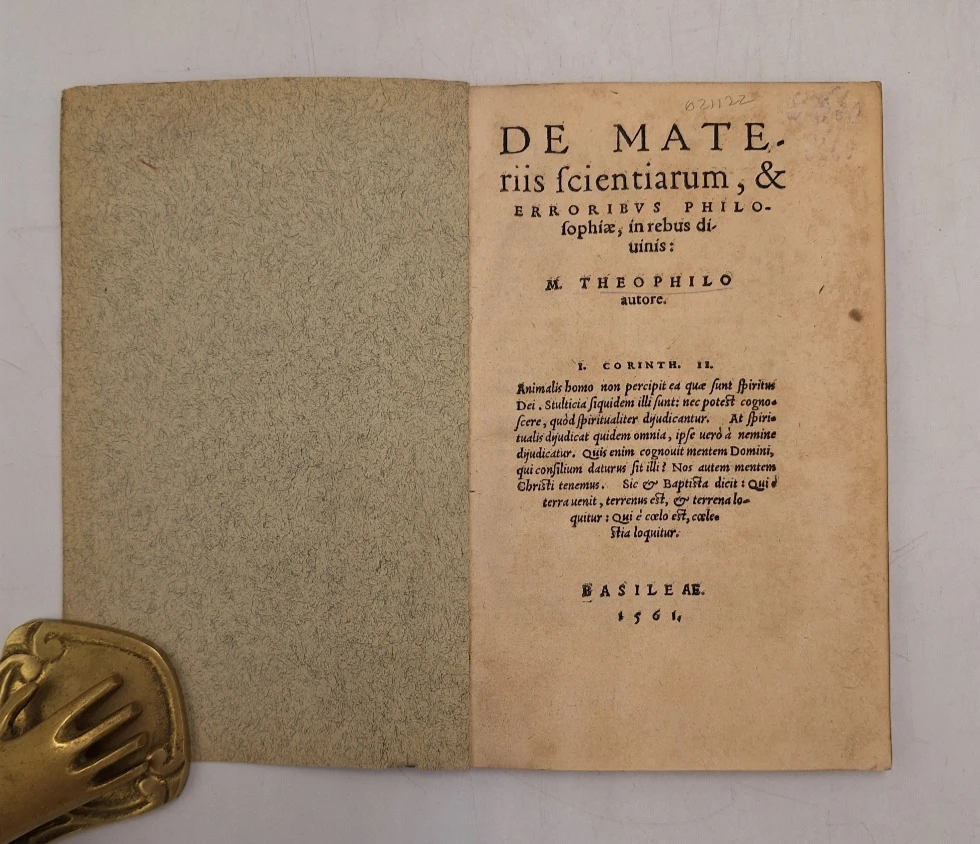 021122
DE MATE-
riis ſcientiarum, &
ERRORIBVS PHILO-
ſophiæ, in rebus di-
uinis:
M. THEOPHILO
autore.
I. CORINTH. II.
Animalis homo non percipit ea quæ ſunt ſpiritus
Dei. Stulticia ſiquidem illi ſunt: nec poteſt cogno-
ſcere, quòd ſpiritualiter dijudicantur. At ſpiri-
tualis dijudicat quidem omnia, ipſe uerò à nemine
dijudicatur. Quis enim cognouit mentem Domini,
qui conſilium daturus ſit illi? Nos autem mentem
Chriſti tenemus. Sic & Baptiſta dicit: Qui è
terra uenit, terrenus eſt, & terrena lo-
quitur: Qui è cœlo eſt, cœle-
ſtia loquitur.
BASILEAE.
1561.